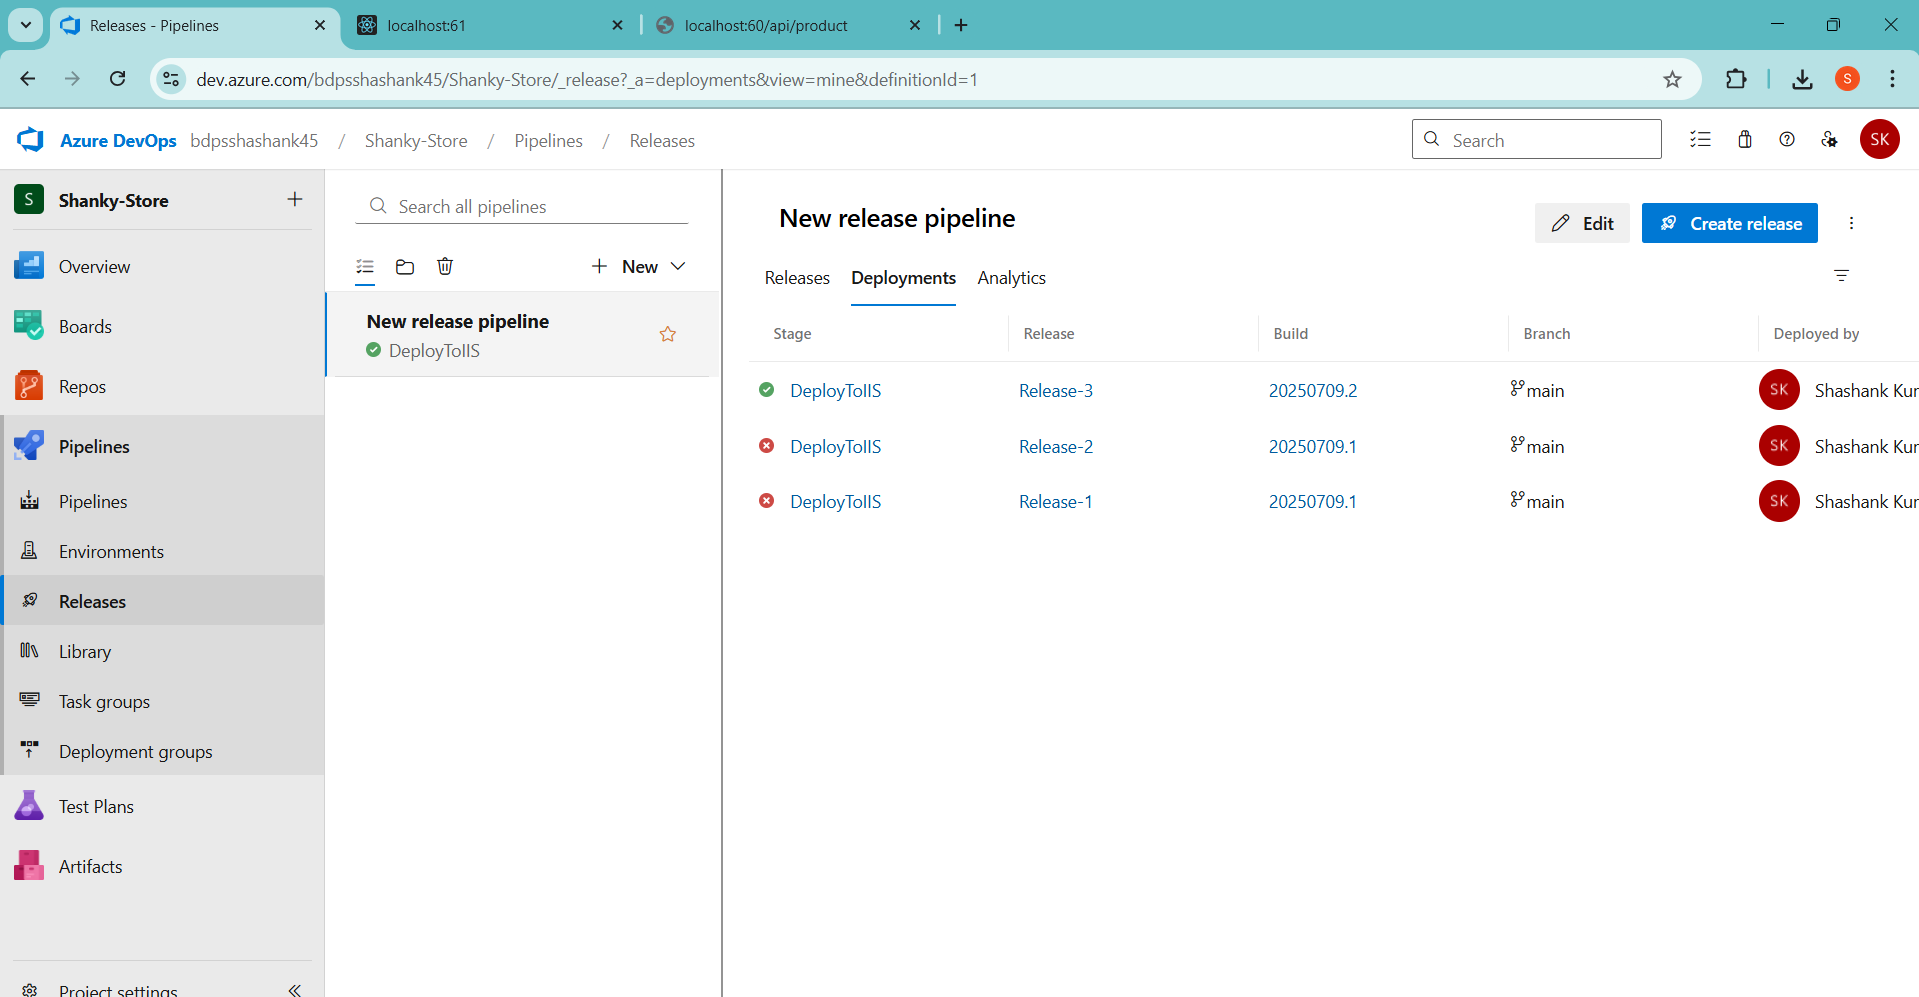 Releases - Pipelines
localhost:61
localhost:60/api/product
dev.azure.com/bdpsshashank45/Shanky-Store/_release?_a=deployments&view=mine&definitionId=1
S
Azure DevOps bdpsshashank45 / Shanky-Store / Pipelines / Releases
Search
SK
S Shanky-Store
Overview
Boards
Repos
Pipelines
Pipelines
Environments
Releases
Library
Task groups
Deployment groups
Test Plans
Artifacts
Project settings
Search all pipelines
New
New release pipeline
DeployToIIS
New release pipeline
Edit
Create release
Releases Deployments Analytics
Stage Release Build Branch Deployed by
DeployToIIS Release-3 20250709.2 main SK Shashank Kur
DeployToIIS Release-2 20250709.1 main SK Shashank Kur
DeployToIIS Release-1 20250709.1 main SK Shashank Kur